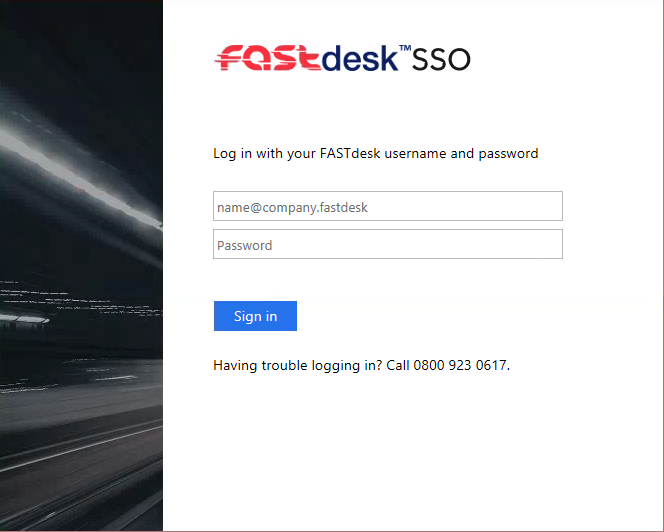 FASTdesk™SSO
Log in with your FASTdesk username and password
name@company.fastdesk
Password
Sign in
Having trouble logging in? Call 0800 923 0617.